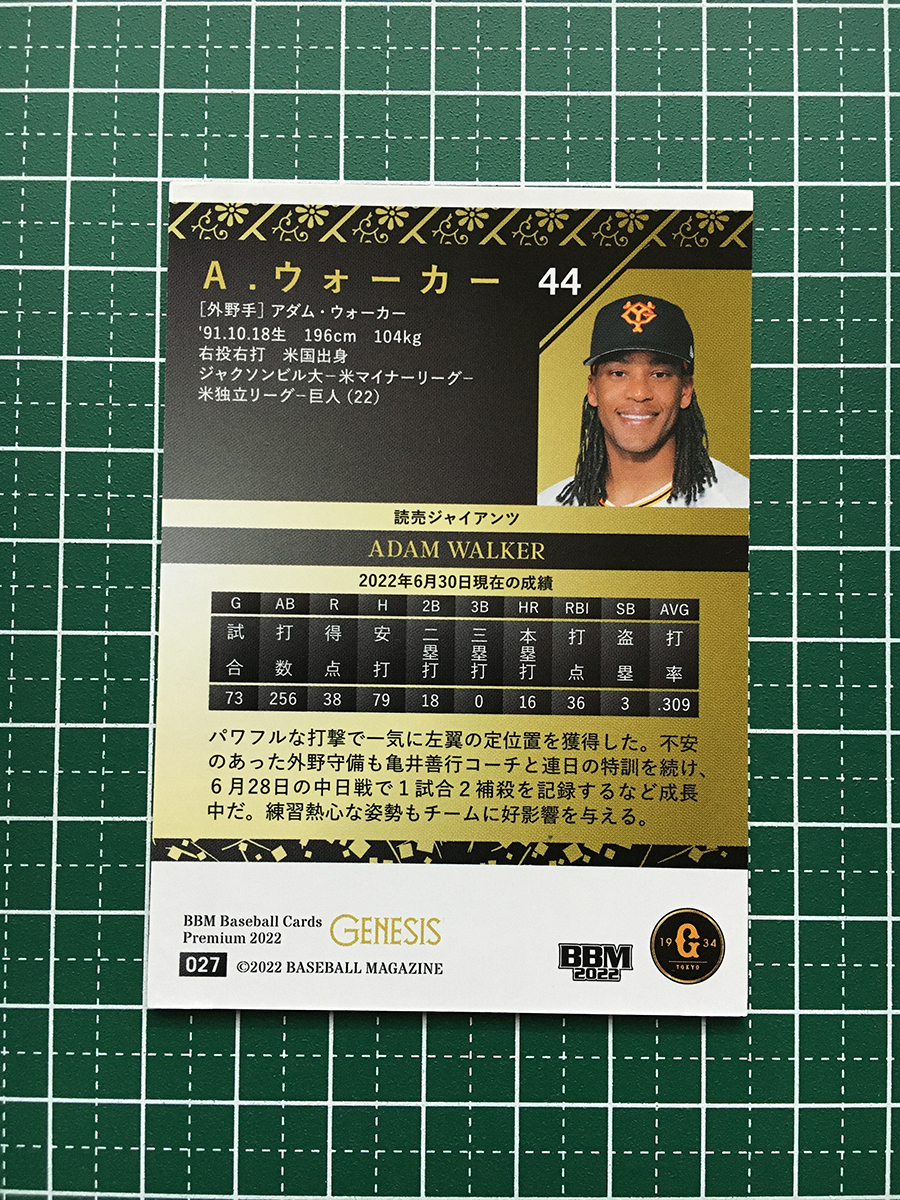 A.ウォーカー 44
[外野手] アダム・ウォーカー
'91.10.18生 196cm 104kg
右投右打 米国出身
ジャクソンビル大－米マイナーリーグ－
米独立リーグ－巨人(22)
読売ジャイアンツ
ADAM WALKER
2022年6月30日現在の成績
G AB R H 2B 3B HR RBI SB AVG
試合 打数 得点 安打 二塁打 三塁打 本塁打 打点 盗塁 打率
73 256 38 79 18 0 16 36 3 .309
パワフルな打撃で一気に左翼の定位置を獲得した。不安
のあった外野守備も亀井善行コーチと連日の特訓を続け、
6月28日の中日戦で1試合2補殺を記録するなど成長
中だ。練習熱心な姿勢もチームに好影響を与える。
BBM Baseball Cards
Premium 2022
GENESIS
027 ©2022 BASEBALL MAGAZINE
BBM
2022
19 G 34
TOKYO